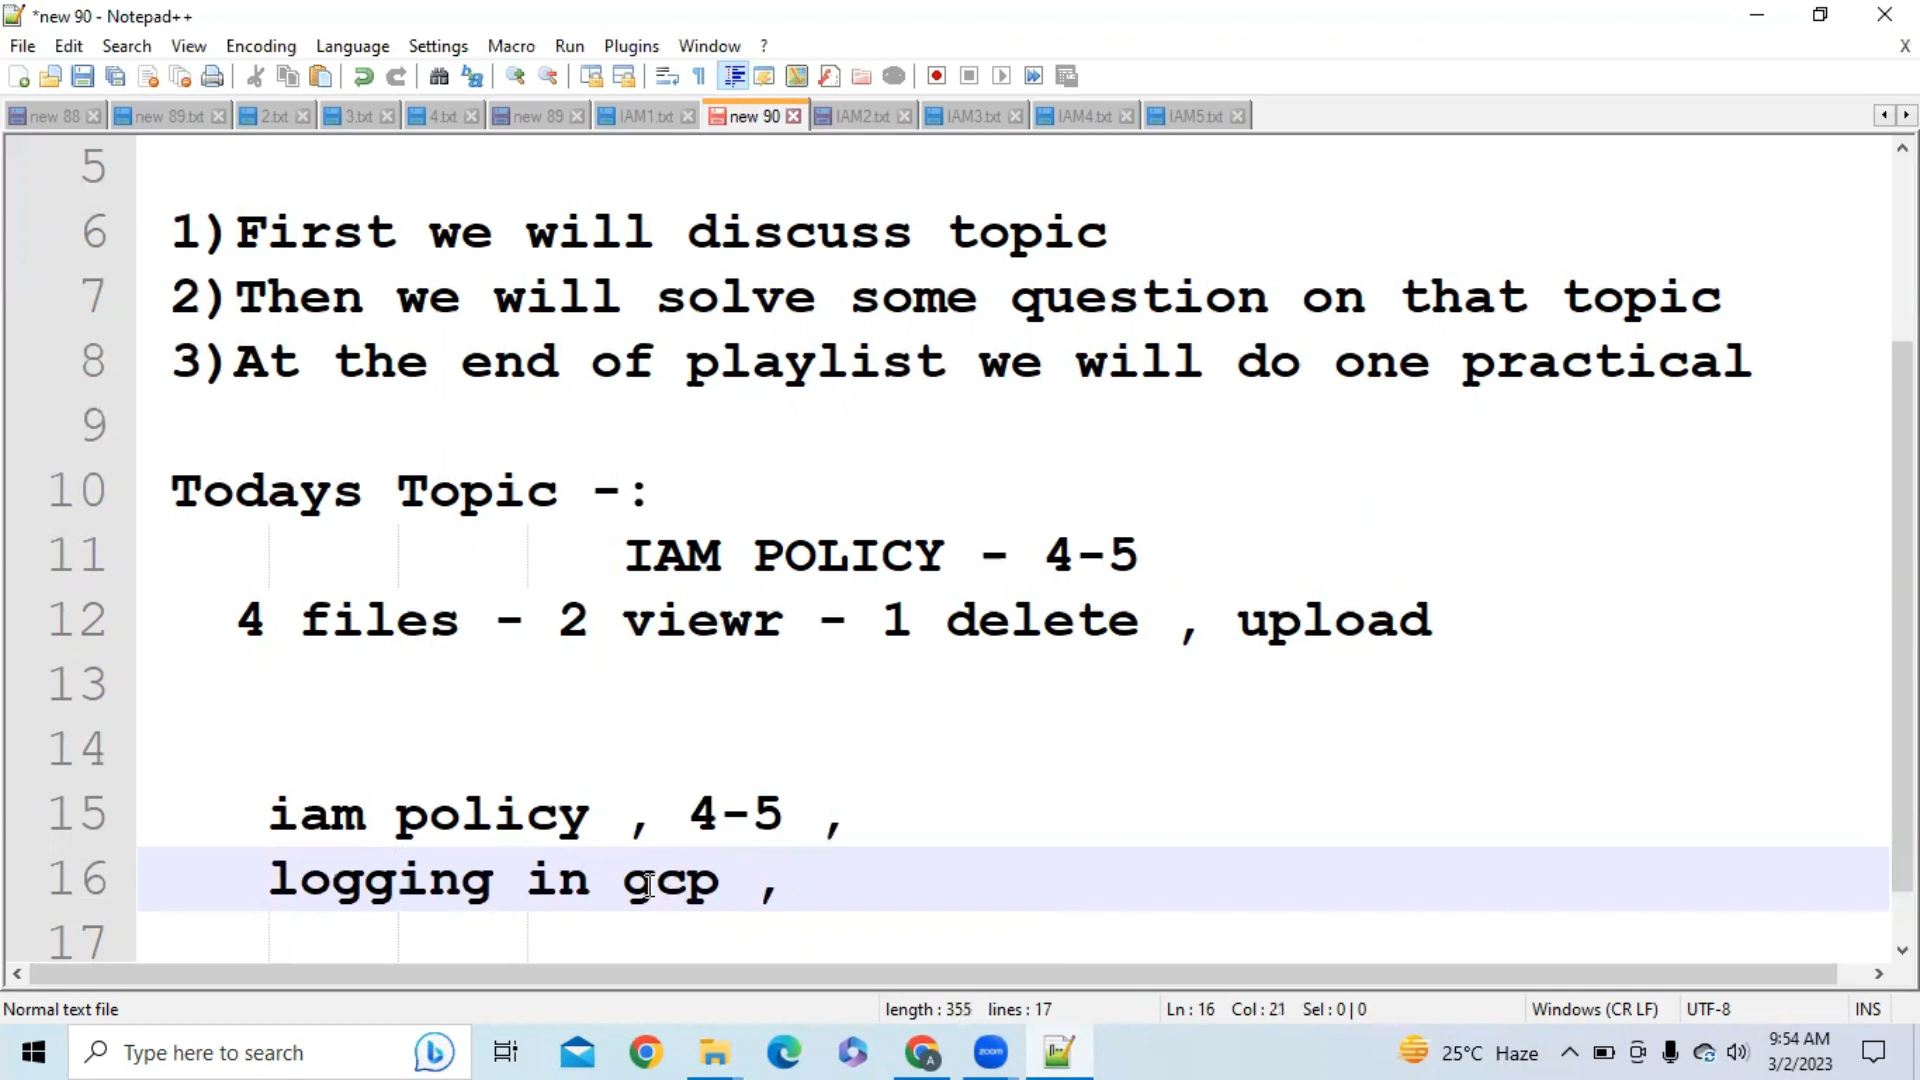 *new 90 - Notepad++
File Edit Search View Encoding Language Settings Macro Run Plugins Window ? X
new 88 new 89.txt 2.txt 3.txt 4.txt new 89 IAM1.txt new 90 IAM2.txt IAM3.txt IAM4.txt IAM5.txt
5
6 1)First we will discuss topic
7 2)Then we will solve some question on that topic
8 3)At the end of playlist we will do one practical
9
10 Todays Topic -:
11 IAM POLICY - 4-5
12 4 files - 2 viewr - 1 delete , upload
13
14
15 iam policy , 4-5 ,
16 logging in gcp ,
17
Normal text file length : 355 lines : 17 Ln : 16 Col : 21 Sel : 0 | 0 Windows (CR LF) UTF-8 INS
Type here to search zoom A 25°C Haze 9:54 AM
3/2/2023